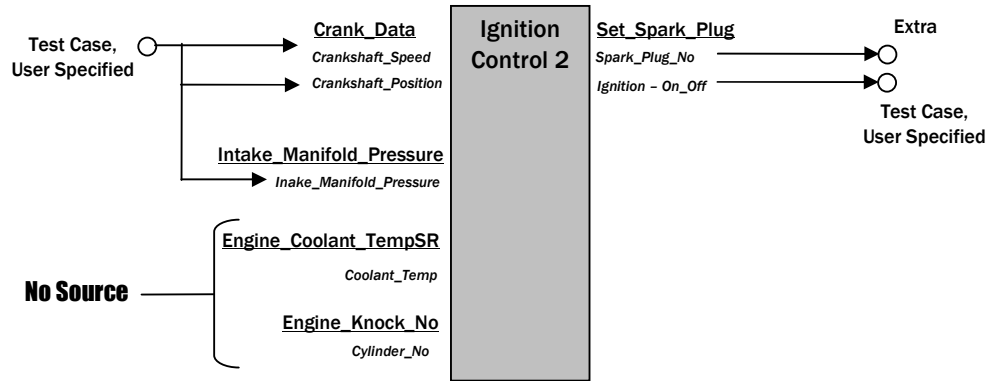 Test Case,
User Specified
Crank_Data
Crankshaft_Speed
Crankshaft_Position
Intake_Manifold_Pressure
Inake_Manifold_Pressure
Engine_Coolant_TempSR
Coolant_Temp
No Source
Engine_Knock_No
Cylinder_No
Ignition
Control 2
Set_Spark_Plug
Spark_Plug_No
Ignition – On_Off
Extra
Test Case,
User Specified